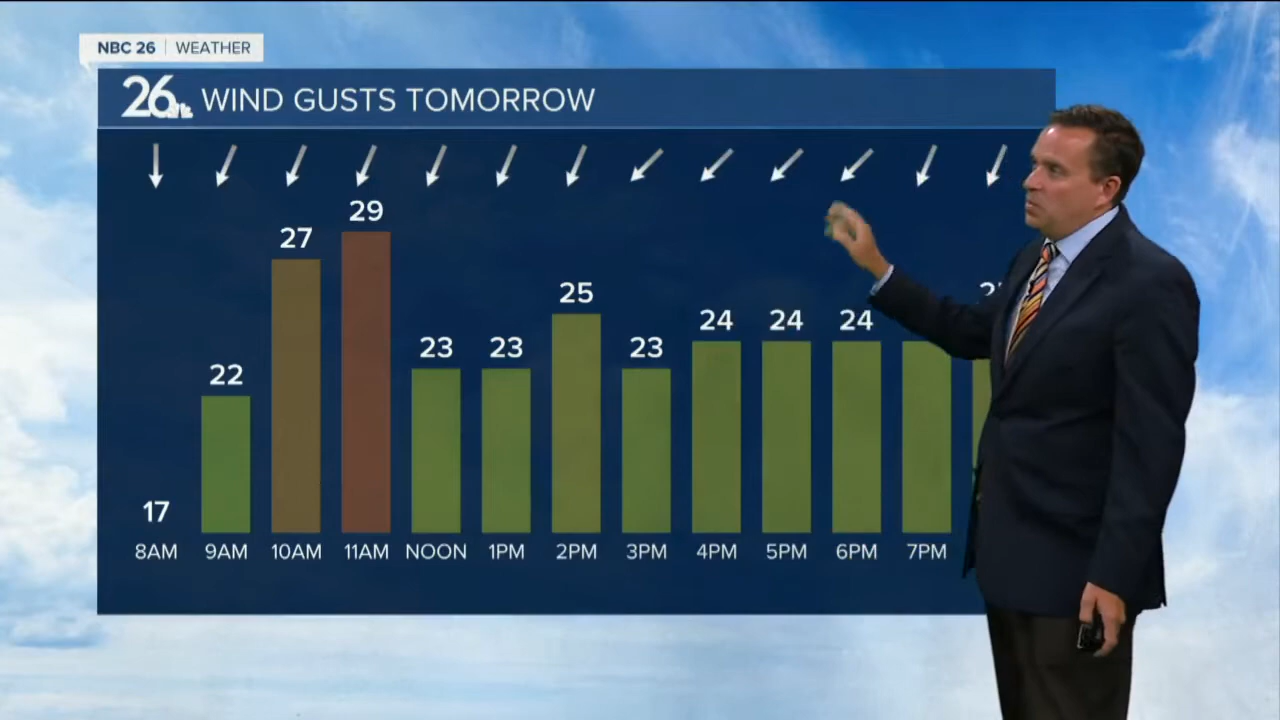 NBC 26 | WEATHER
26 WIND GUSTS TOMORROW
29
27
25
24 24 24
23 23 23
22
17
8AM 9AM 10AM 11AM NOON 1PM 2PM 3PM 4PM 5PM 6PM 7PM